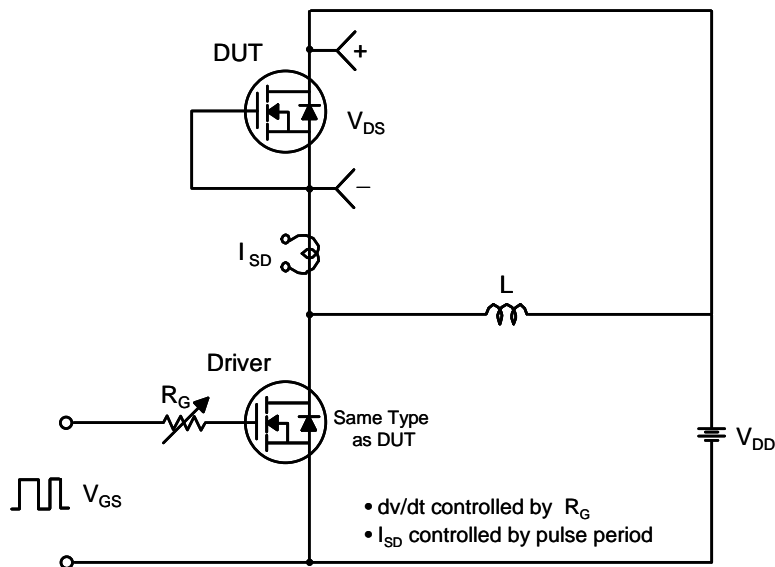 DUT
+
V_DS
–
I_SD
L
Driver
R_G
Same Type
as DUT
V_DD
V_GS
• dv/dt controlled by R_G
• I_SD controlled by pulse period